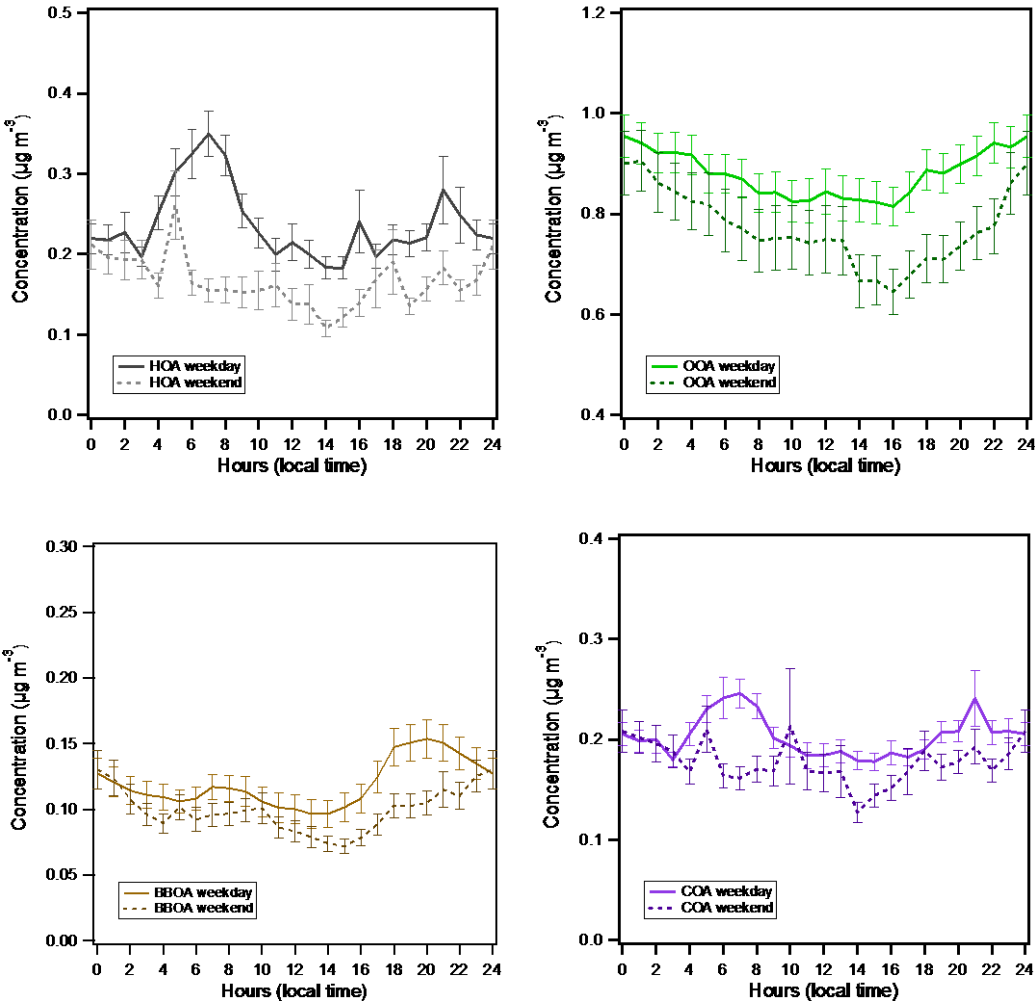 0.5
0.4
0.3
0.2
0.1
0.0
Concentration (µg m⁻³)
HOA weekday
HOA weekend
0 2 4 6 8 10 12 14 16 18 20 22 24
Hours (local time)
1.2
1.0
0.8
0.6
0.4
Concentration (µg m⁻³)
OOA weekday
OOA weekend
0 2 4 6 8 10 12 14 16 18 20 22 24
Hours (local time)
0.30
0.25
0.20
0.15
0.10
0.05
0.00
Concentration (µg m⁻³)
BBOA weekday
BBOA weekend
0 2 4 6 8 10 12 14 16 18 20 22 24
Hours (local time)
0.4
0.3
0.2
0.1
0.0
Concentration (µg m⁻³)
COA weekday
COA weekend
0 2 4 6 8 10 12 14 16 18 20 22 24
Hours (local time)